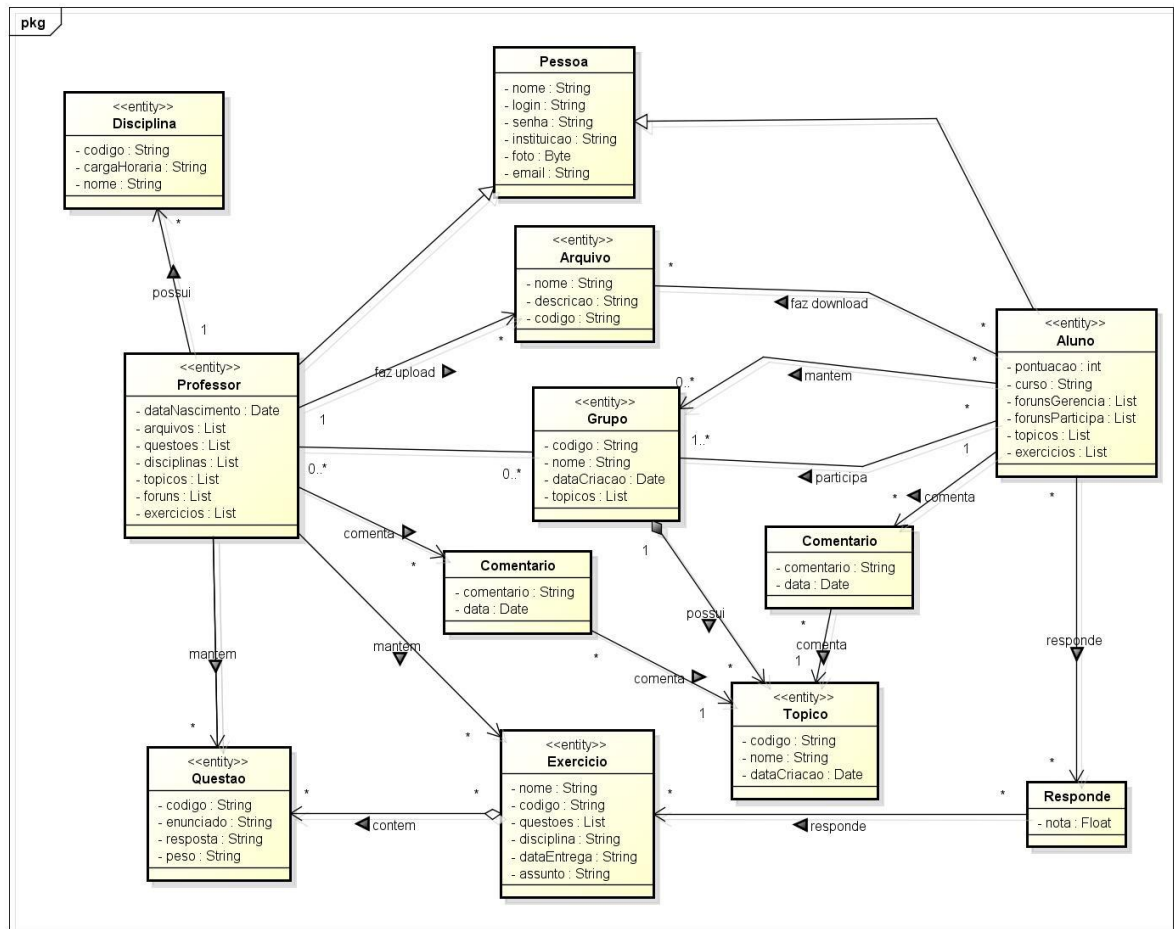 pkg
Pessoa
- nome : String
- login : String
- senha : String
- instituicao : String
- foto : Byte
- email : String
<<entity>>
Disciplina
- codigo : String
- cargaHoraria : String
- nome : String
*
possui
1
<<entity>>
Arquivo
- nome : String
- descricao : String
- codigo : String
*
faz download
*
*
faz upload
1
<<entity>>
Aluno
- pontuacao : int
- curso : String
- forunsGerencia : List
- forunsParticipa : List
- topicos : List
- exercicios : List
<<entity>>
Professor
- dataNascimento : Date
- arquivos : List
- questoes : List
- disciplinas : List
- topicos : List
- foruns : List
- exercicios : List
*
mantem
0..*
<<entity>>
Grupo
- codigo : String
- nome : String
- dataCriacao : Date
- topicos : List
0..*
0..*
*
1..*
participa
1
comenta
*
*
comenta
*
1
Comentario
- comentario : String
- data : Date
Comentario
- comentario : String
- data : Date
possui
*
*
comenta
1
*
comenta
1
responde
mantem
mantem
<<entity>>
Topico
- codigo : String
- nome : String
- dataCriacao : Date
*
*
*
<<entity>>
Questao
- codigo : String
- enunciado : String
- resposta : String
- peso : String
*
contem
*
<<entity>>
Exercicio
- nome : String
- codigo : String
- questoes : List
- disciplina : String
- dataEntrega : String
- assunto : String
*
responde
*
Responde
- nota : Float